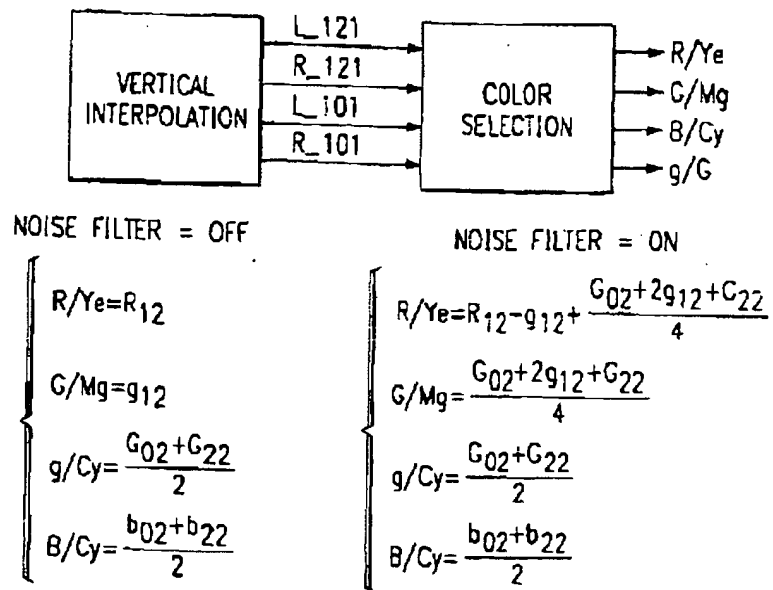 L_121
R_121
L_101
R_101
VERTICAL
INTERPOLATION
COLOR
SELECTION
R/Ye
G/Mg
B/Cy
g/G
NOISE FILTER = OFF
R/Ye=R12
G/Mg=g12
g/Cy=G02+G22/2
B/Cy=b02+b22/2
NOISE FILTER = ON
R/Ye=R12-g12+G02+2g12+G22/4
G/Mg=G02+2g12+G22/4
g/Cy=G02+G22/2
B/Cy=b02+b22/2